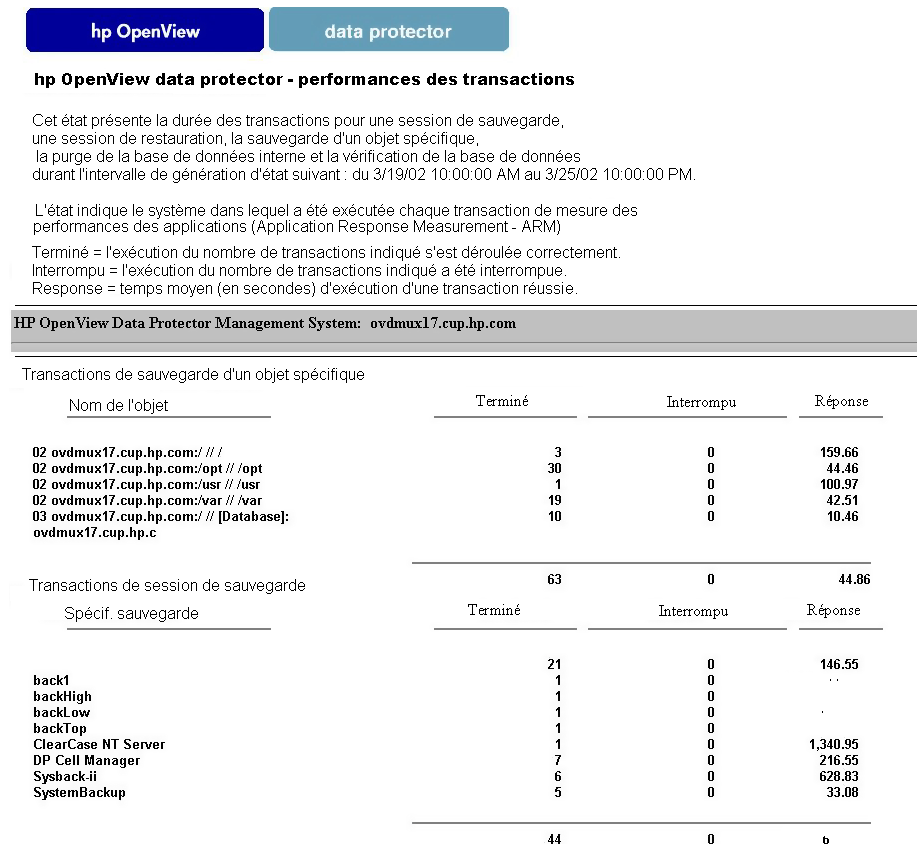 hp OpenView data protector
hp OpenView data protector - performances des transactions
Cet état présente la durée des transactions pour une session de sauvegarde,
une session de restauration, la sauvegarde d'un objet spécifique,
la purge de la base de données interne et la vérification de la base de données
durant l'intervalle de génération d'état suivant : du 3/19/02 10:00:00 AM au 3/25/02 10:00:00 PM.
L'état indique le système dans lequel a été exécutée chaque transaction de mesure des
performances des applications (Application Response Measurement - ARM)
Terminé = l'exécution du nombre de transactions indiqué s'est déroulée correctement.
Interrompu = l'exécution du nombre de transactions indiqué a été interrompue.
Response = temps moyen (en secondes) d'exécution d'une transaction réussie.
HP OpenView Data Protector Management System: ovdmux17.cup.hp.com
Transactions de sauvegarde d'un objet spécifique
Nom de l'objet Terminé Interrompu Réponse
02 ovdmux17.cup.hp.com:/ // / 3 0 159.66
02 ovdmux17.cup.hp.com:/opt // /opt 30 0 44.46
02 ovdmux17.cup.hp.com:/usr // /usr 1 0 100.97
02 ovdmux17.cup.hp.com:/var // /var 19 0 42.51
03 ovdmux17.cup.hp.com:/ // [Database]: 10 0 10.46
ovdmux17.cup.hp.c
63 0 44.86
Transactions de session de sauvegarde
Spécif. sauvegarde Terminé Interrompu Réponse
21 0 146.55
back1 1 0
backHigh 1 0
backLow 1 0
backTop 1 0
ClearCase NT Server 1 0 1,340.95
DP Cell Manager 7 0 216.55
Sysback-ii 6 0 628.83
SystemBackup 5 0 33.08
44 0